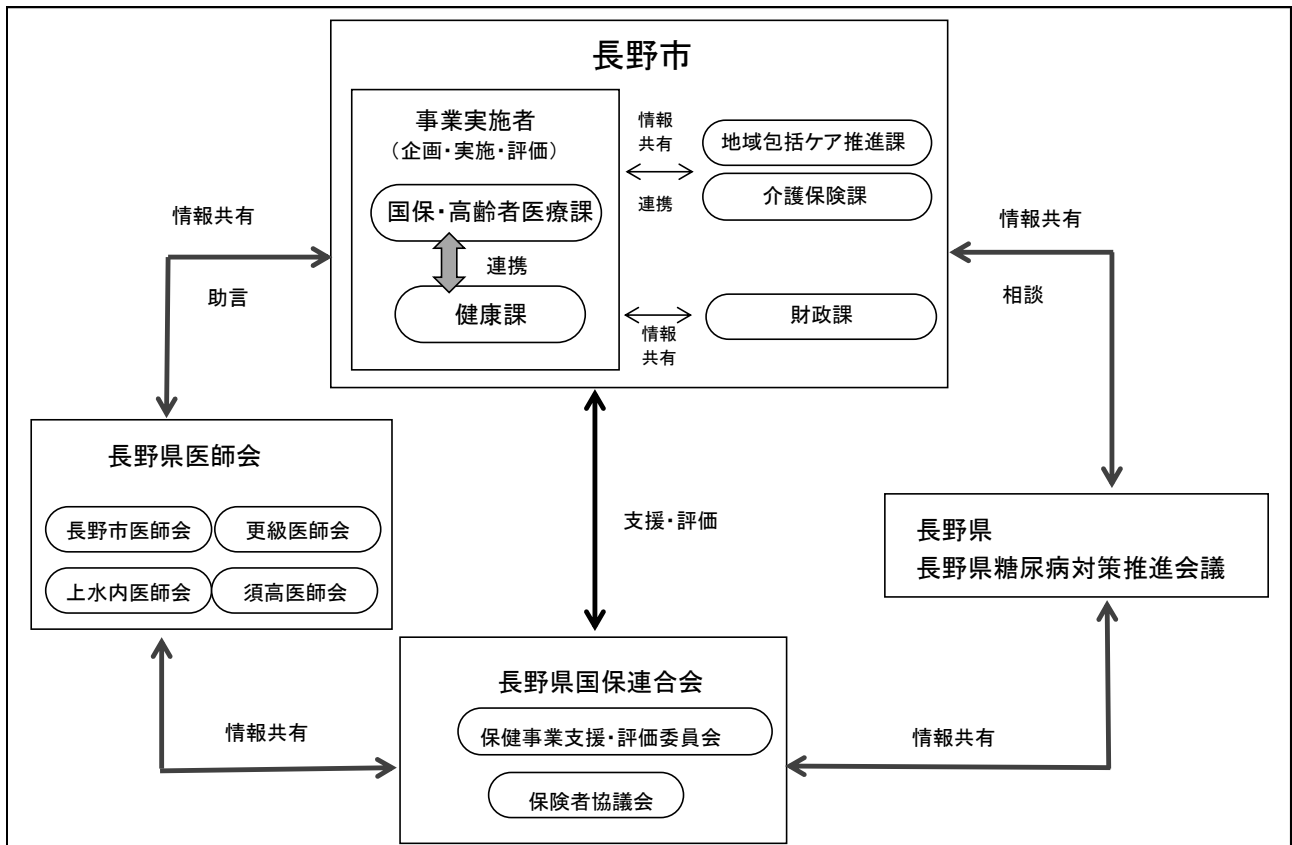 長野市
事業実施者
（企画・実施・評価）
国保・高齢者医療課
連携
健康課
情報
共有
連携
地域包括ケア推進課
介護保険課
情報
共有
財政課
情報共有
助言
情報共有
相談
長野県医師会
長野市医師会
更級医師会
上水内医師会
須高医師会
支援・評価
長野県
長野県糖尿病対策推進会議
長野県国保連合会
保健事業支援・評価委員会
保険者協議会
情報共有
情報共有